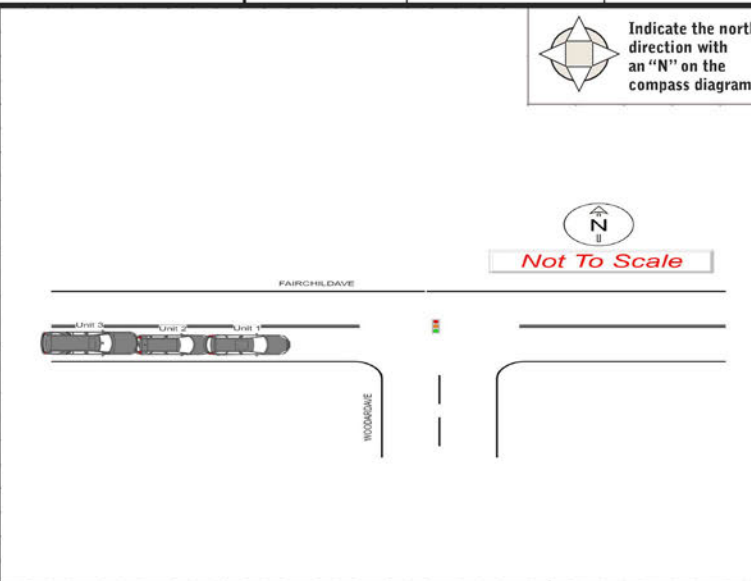 Indicate the north
direction with
an “N” on the
compass diagram
N
Not To Scale
FAIRCHILDAVE
Unit 3
Unit 2
Unit 1
WOODARDAVE